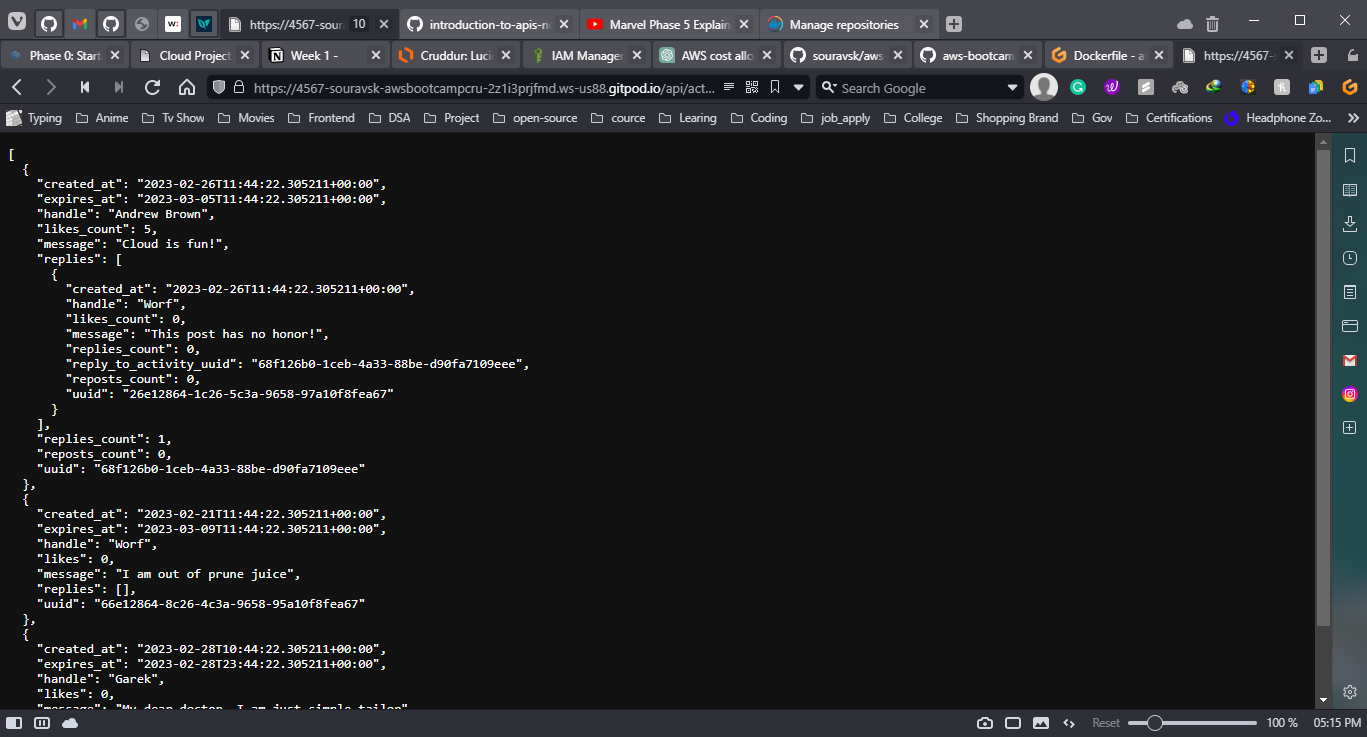 https://4567-sour 10
introduction-to-apis-n
Marvel Phase 5 Explain
Manage repositories
Phase 0: Start
Cloud Project
Week 1 -
Cruddur: Luci
IAM Manager
AWS cost allo
souravsk/aws
aws-bootcam
Dockerfile - a
https://4567-
https://4567-souravsk-awsbootcampcru-2z1i3prjfmd.ws-us88.gitpod.io/api/act...
Search Google
Typing
Anime
Tv Show
Movies
Frontend
DSA
Project
open-source
cource
Learing
Coding
job_apply
College
Shopping Brand
Gov
Certifications
Headphone Zo...
[
{
"created_at": "2023-02-26T11:44:22.305211+00:00",
"expires_at": "2023-03-05T11:44:22.305211+00:00",
"handle": "Andrew Brown",
"likes_count": 5,
"message": "Cloud is fun!",
"replies": [
{
"created_at": "2023-02-26T11:44:22.305211+00:00",
"handle": "Worf",
"likes_count": 0,
"message": "This post has no honor!",
"replies_count": 0,
"reply_to_activity_uuid": "68f126b0-1ceb-4a33-88be-d90fa7109eee",
"reposts_count": 0,
"uuid": "26e12864-1c26-5c3a-9658-97a10f8fea67"
}
],
"replies_count": 1,
"reposts_count": 0,
"uuid": "68f126b0-1ceb-4a33-88be-d90fa7109eee"
},
{
"created_at": "2023-02-21T11:44:22.305211+00:00",
"expires_at": "2023-03-09T11:44:22.305211+00:00",
"handle": "Worf",
"likes": 0,
"message": "I am out of prune juice",
"replies": [],
"uuid": "66e12864-8c26-4c3a-9658-95a10f8fea67"
},
{
"created_at": "2023-02-28T10:44:22.305211+00:00",
"expires_at": "2023-02-28T23:44:22.305211+00:00",
"handle": "Garek",
"likes": 0,
"message": "My dear doctor, I am just simple tailor"
Reset
100 %
05:15 PM